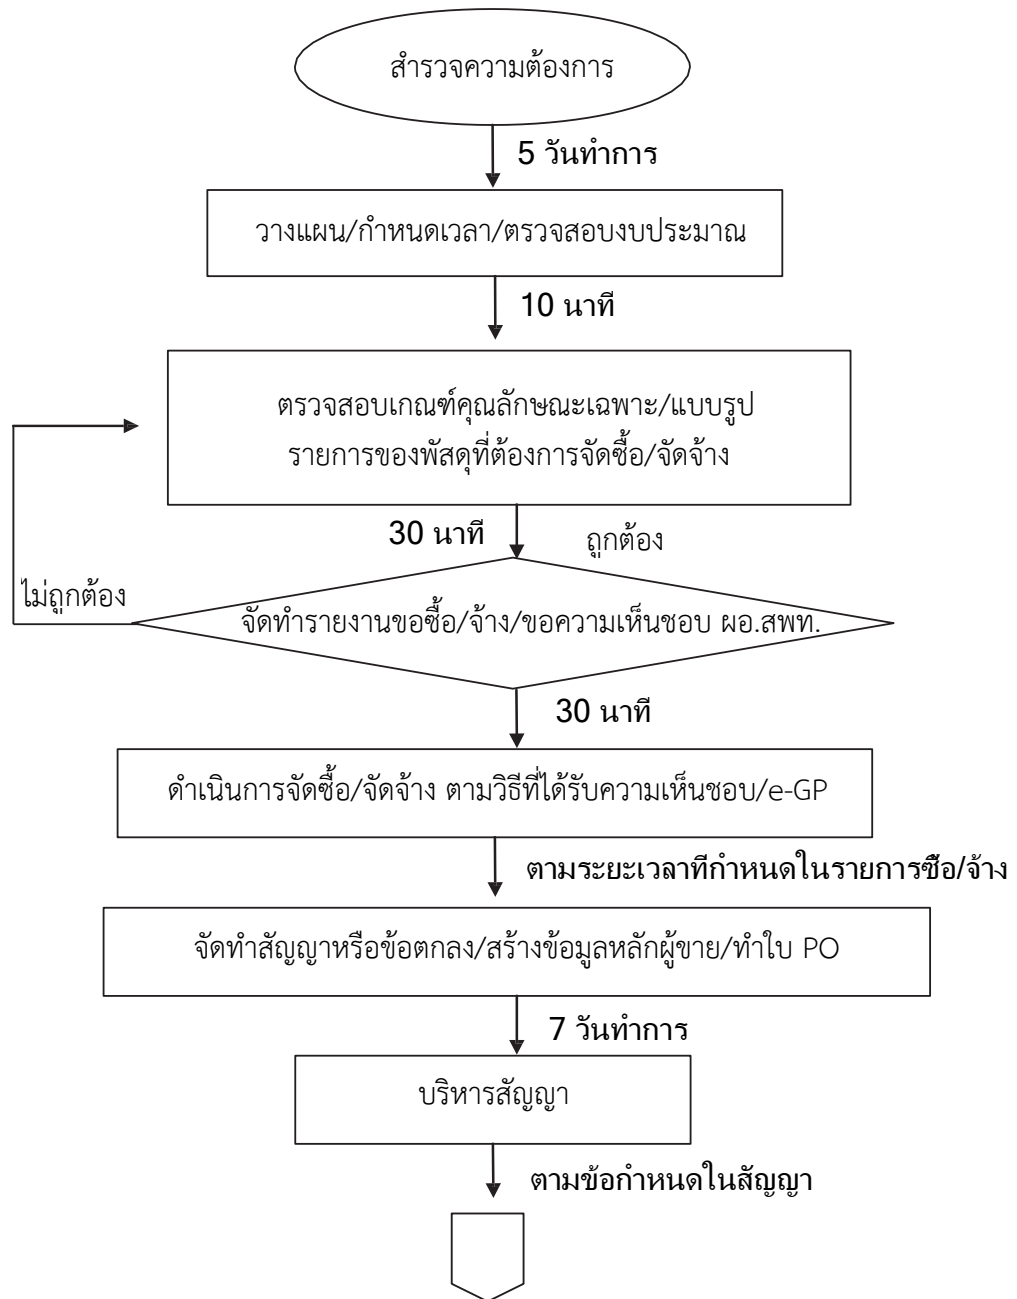 สำรวจความต้องการ
5 วันทำการ
วางแผน/กำหนดเวลา/ตรวจสอบงบประมาณ
10 นาที
ตรวจสอบเกณฑ์คุณลักษณะเฉพาะ/แบบรูป
รายการของพัสดุที่ต้องการจัดซื้อ/จัดจ้าง
30 นาที
ถูกต้อง
ไม่ถูกต้อง
จัดทำรายงานขอซื้อ/จ้าง/ขอความเห็นชอบ ผอ.สพท.
30 นาที
ดำเนินการจัดซื้อ/จัดจ้าง ตามวิธีที่ได้รับความเห็นชอบ/e-GP
ตามระยะเวลาทีกำหนดในรายการซือ/จ้าง
จัดทำสัญญาหรือข้อตกลง/สร้างข้อมูลหลักผู้ขาย/ทำใบ PO
7 วันทำการ
บริหารสัญญา
ตามข้อกำหนดในสัญญา